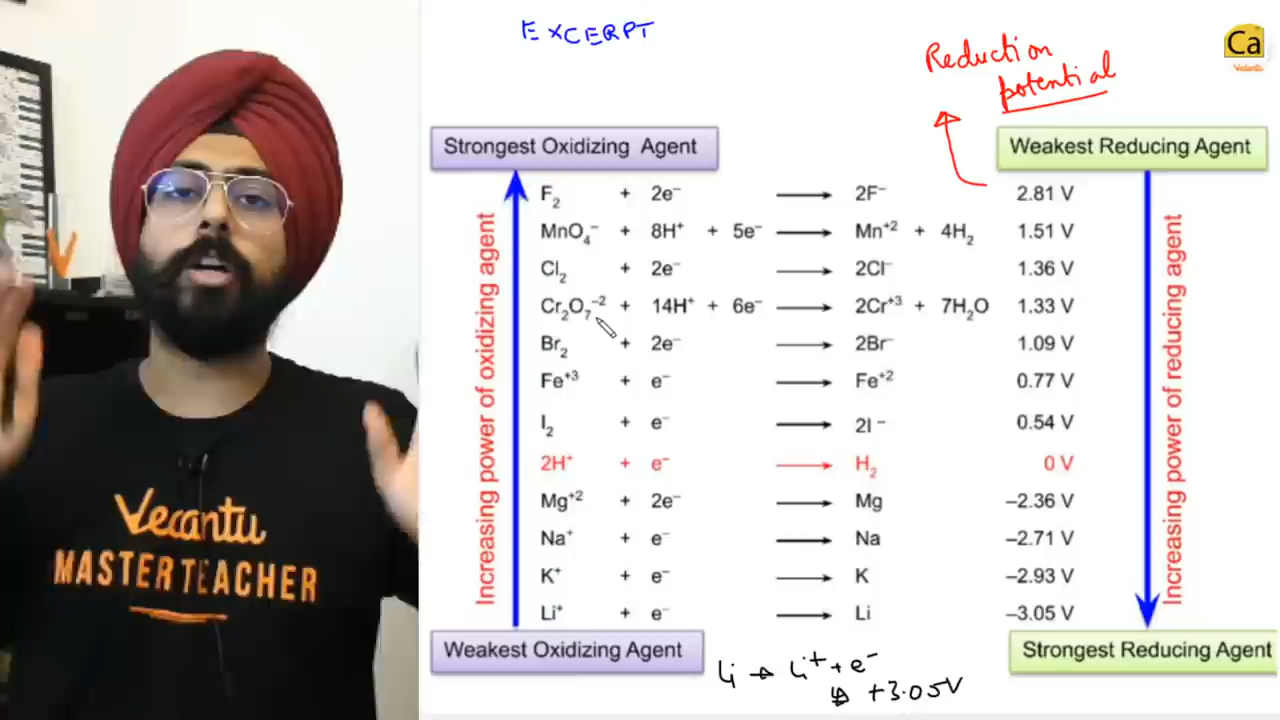 EXCERPT
Reduction
potential
Ca
Vedantu
Strongest Oxidizing Agent
Weakest Reducing Agent
F₂ + 2e⁻ ⟶ 2F⁻ 2.81 V
MnO₄⁻ + 8H⁺ + 5e⁻ ⟶ Mn⁺² + 4H₂ 1.51 V
Cl₂ + 2e⁻ ⟶ 2Cl⁻ 1.36 V
Cr₂O₇⁻² + 14H⁺ + 6e⁻ ⟶ 2Cr⁺³ + 7H₂O 1.33 V
Br₂ + 2e⁻ ⟶ 2Br⁻ 1.09 V
Fe⁺³ + e⁻ ⟶ Fe⁺² 0.77 V
I₂ + e⁻ ⟶ 2I⁻ 0.54 V
2H⁺ + e⁻ ⟶ H₂ 0 V
Mg⁺² + 2e⁻ ⟶ Mg –2.36 V
Na⁺ + e⁻ ⟶ Na –2.71 V
K⁺ + e⁻ ⟶ K –2.93 V
Li⁺ + e⁻ ⟶ Li –3.05 V
Increasing power of oxidizing agent
Increasing power of reducing agent
Weakest Oxidizing Agent
Strongest Reducing Agent
Li → Li⁺ + e⁻
↳ +3.05V
V
Vedantu
MASTER TEACHER